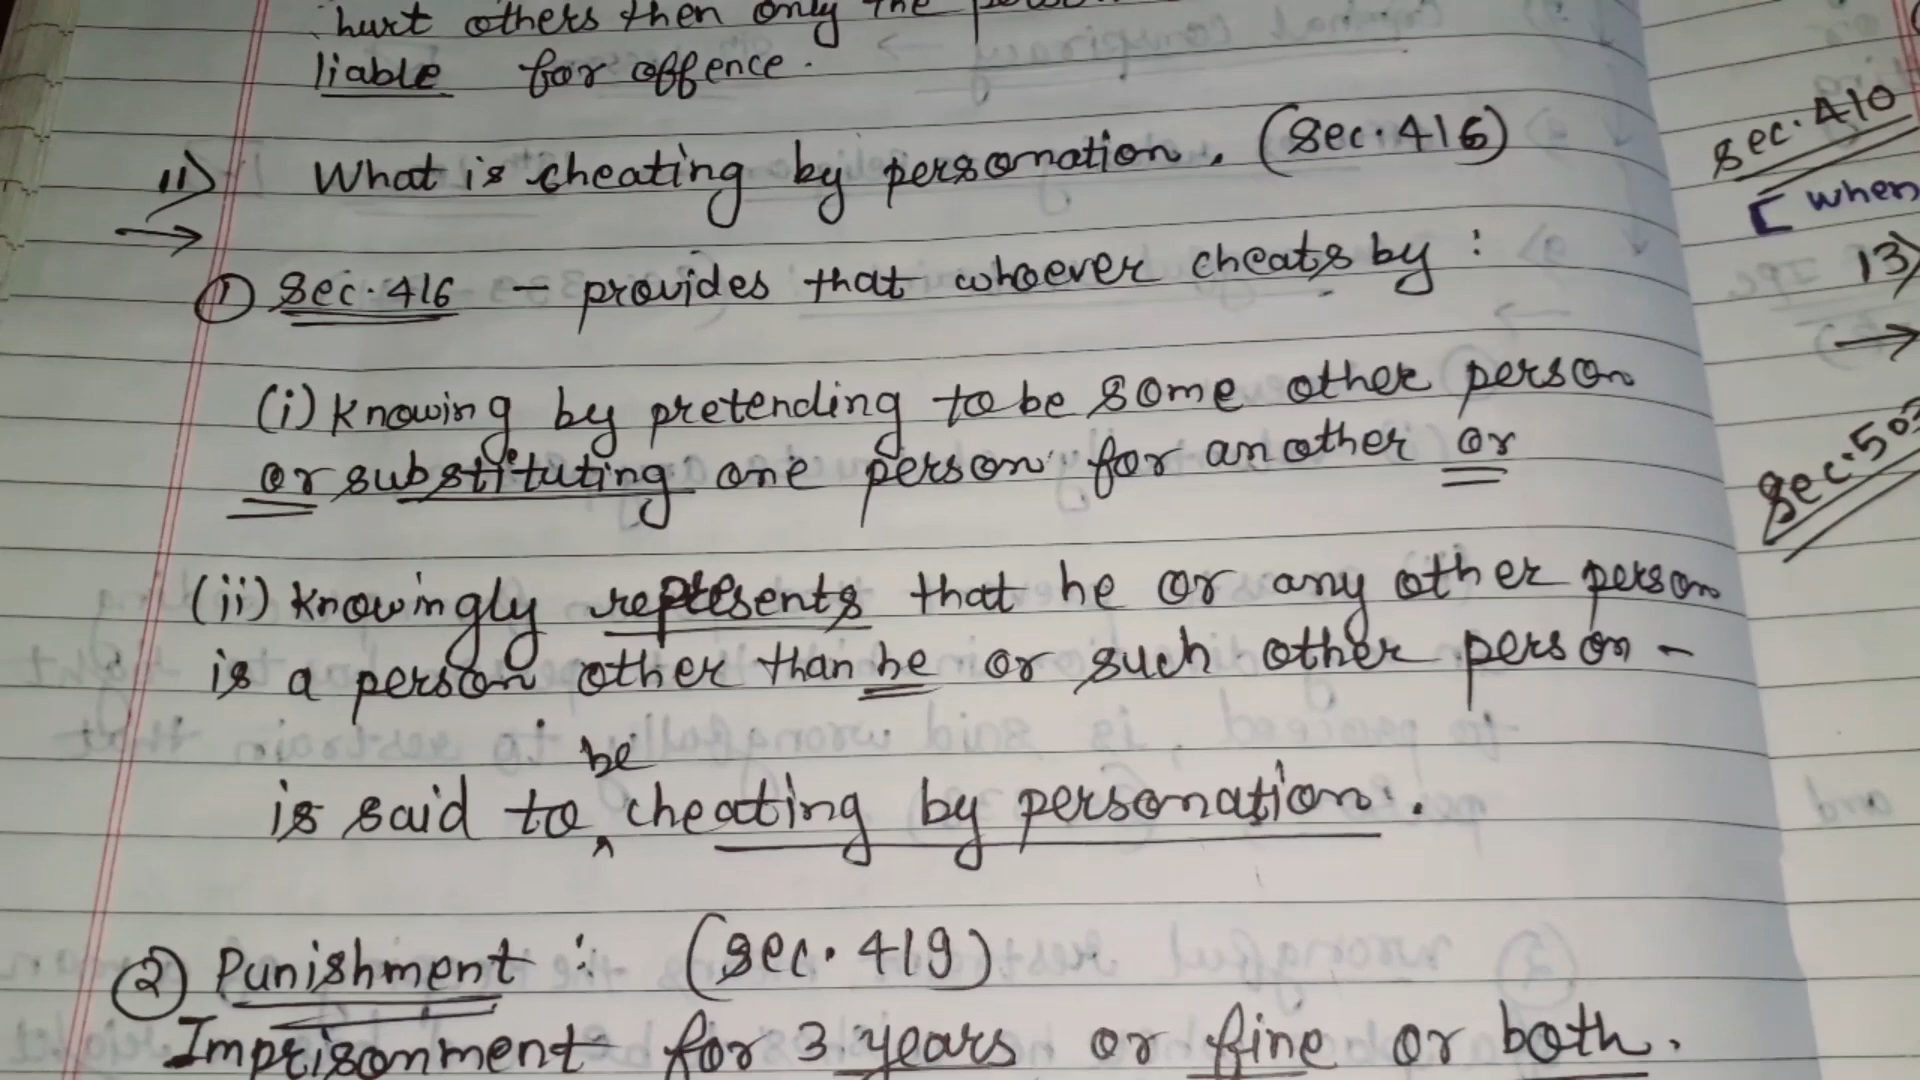 hurt others then only the
liable for offence.
11) What is cheating by personation. (Sec. 416)
→
① Sec. 416 - provides that whoever cheats by :
(i) Knowing by pretending to be some other person
or substituting one person for another or
(ii) Knowingly represents that he or any other person
is a person other than he or such other person -
be
is said to ^ cheating by personation.
② Punishment : (Sec. 419)
Imprisonment for 3 years or fine or both.
Sec. 410
[ when
13)
→
Sec. 503